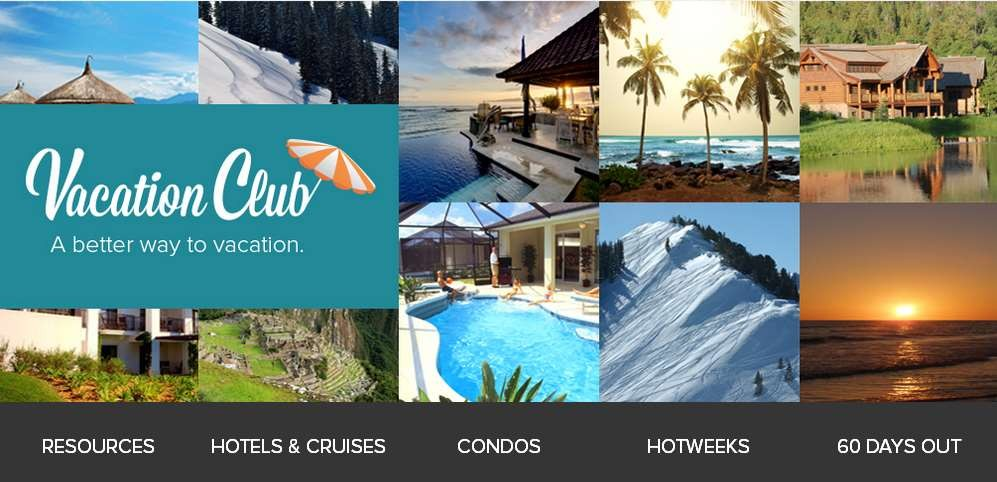 Vacation Club
A better way to vacation.
RESOURCES
HOTELS & CRUISES
CONDOS
HOTWEEKS
60 DAYS OUT